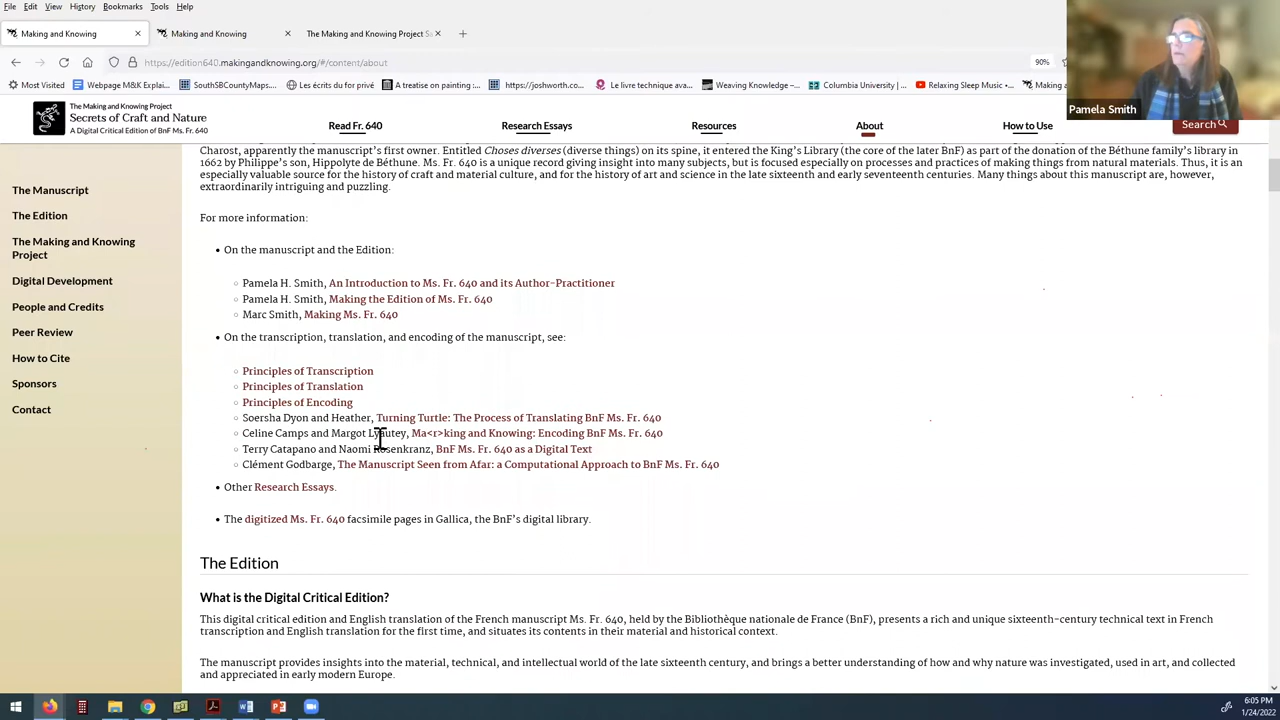 File Edit View History Bookmarks Tools Help
Making and Knowing
Making and Knowing
The Making and Knowing Project S
https://edition640.makingandknowing.org/#/content/about
90%
Most Visited
Webpage M&K Explai...
SouthSBCountyMaps....
Les écrits du furi privé
A treatise on painting :...
https://joshworth.co...
Le livre technique ava...
Weaving Knowledge –...
Columbia University | ...
Relaxing Sleep Music •...
Making a
Pamela Smith
The Making and Knowing Project
Secrets of Craft and Nature
A Digital Critical Edition of BnF Ms. Fr. 640
Read Fr. 640
Research Essays
Resources
About
How to Use
Search
The Manuscript
The Edition
The Making and Knowing
Project
Digital Development
People and Credits
Peer Review
How to Cite
Sponsors
Contact
Charost, apparently the manuscript's first owner. Entitled Choses diverses (diverse things) on its spine, it entered the King's Library (the core of the later BnF) as part of the donation of the Béthune family's library in
1662 by Philippe's son, Hippolyte de Béthune. Ms. Fr. 640 is a unique record giving insight into many subjects, but is focused especially on processes and practices of making things from natural materials. Thus, it is an
especially valuable source for the history of craft and material culture, and for the history of art and science in the late sixteenth and early seventeenth centuries. Many things about this manuscript are, however,
extraordinarily intriguing and puzzling.
For more information:
• On the manuscript and the Edition:
Pamela H. Smith, An Introduction to Ms. Fr. 640 and its Author-Practitioner
Pamela H. Smith, Making the Edition of Ms. Fr. 640
Marc Smith, Making Ms. Fr. 640
• On the transcription, translation, and encoding of the manuscript, see:
Principles of Transcription
Principles of Translation
Principles of Encoding
Soersha Dyon and Heather, Turning Turtle: The Process of Translating BnF Ms. Fr. 640
Celine Camps and Margot Lyautey, Ma<r>king and Knowing: Encoding BnF Ms. Fr. 640
Terry Catapano and Naomi Rosenkranz, BnF Ms. Fr. 640 as a Digital Text
Clément Godbarge, The Manuscript Seen from Afar: a Computational Approach to BnF Ms. Fr. 640
• Other Research Essays.
• The digitized Ms. Fr. 640 facsimile pages in Gallica, the BnF's digital library.
The Edition
What is the Digital Critical Edition?
This digital critical edition and English translation of the French manuscript Ms. Fr. 640, held by the Bibliothèque nationale de France (BnF), presents a rich and unique sixteenth-century technical text in French
transcription and English translation for the first time, and situates its contents in their material and historical context.
The manuscript provides insights into the material, technical, and intellectual world of the late sixteenth century, and brings a better understanding of how and why nature was investigated, used in art, and collected
and appreciated in early modern Europe.
6:05 PM
1/24/2022